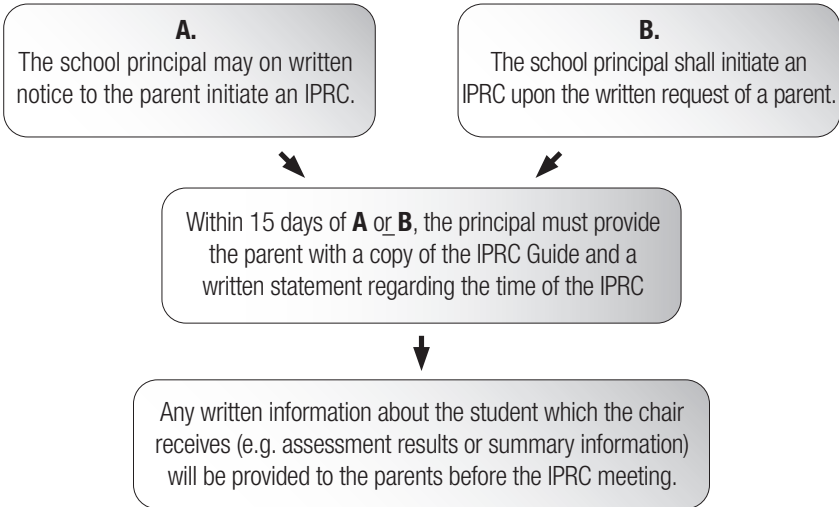 A.
The school principal may on written
notice to the parent initiate an IPRC.
B.
The school principal shall initiate an
IPRC upon the written request of a parent.
Within 15 days of A or B, the principal must provide
the parent with a copy of the IPRC Guide and a
written statement regarding the time of the IPRC
Any written information about the student which the chair
receives (e.g. assessment results or summary information)
will be provided to the parents before the IPRC meeting.